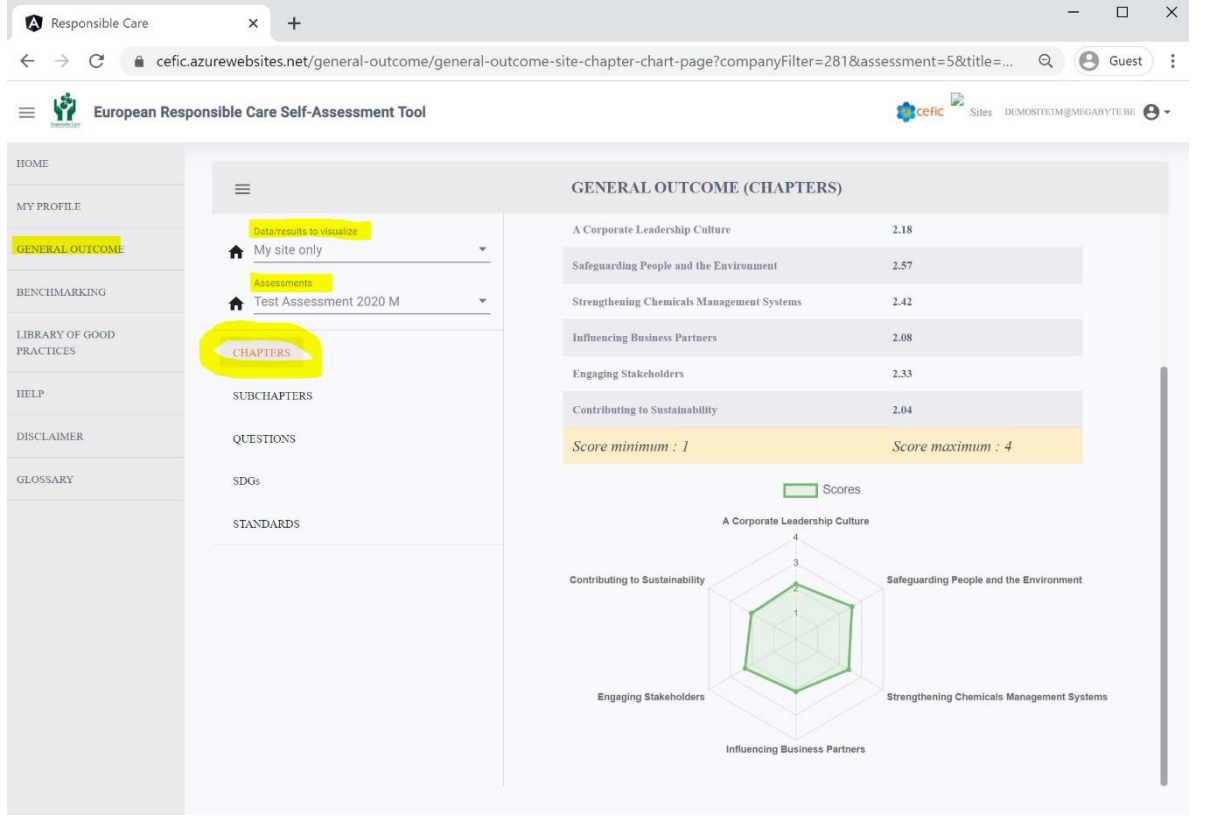 Responsible Care
cefic.azurewebsites.net/general-outcome/general-outcome-site-chapter-chart-page?companyFilter=281&assessment=5&title=...
Guest
European Responsible Care Self-Assessment Tool
cefic
Sites
DEMOSITE1M@MEGABYTE.BE
HOME
MY PROFILE
GENERAL OUTCOME
BENCHMARKING
LIBRARY OF GOOD
PRACTICES
HELP
DISCLAIMER
GLOSSARY
GENERAL OUTCOME (CHAPTERS)
Data/results to visualize
My site only
Assessments
Test Assessment 2020 M
CHAPTERS
SUBCHAPTERS
QUESTIONS
SDGs
STANDARDS
A Corporate Leadership Culture 2.18
Safeguarding People and the Environment 2.57
Strengthening Chemicals Management Systems 2.42
Influencing Business Partners 2.08
Engaging Stakeholders 2.33
Contributing to Sustainability 2.04
Score minimum : 1 Score maximum : 4
Scores
A Corporate Leadership Culture
4
3
2
1
Contributing to Sustainability
Safeguarding People and the Environment
Engaging Stakeholders
Strengthening Chemicals Management Systems
Influencing Business Partners